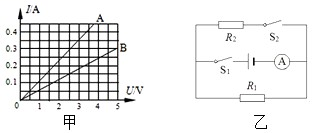 I/A
0.4
0.3
0.2
0.1
0 1 2 3 4 5 U/V
A
B
甲
R₂ S₂
S₁ A
R₁
乙